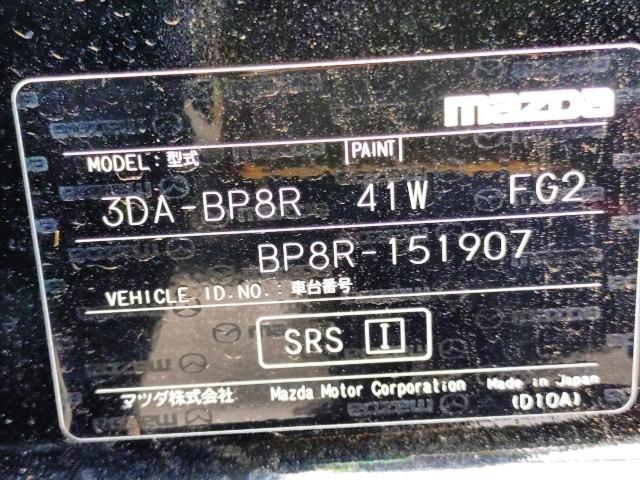 mazda
MODEL:型式 PAINT
3DA-BP8R 41W FG2
BP8R-151907
VEHICLE ID.NO.:車台番号
SRS I
マツダ株式会社 Mazda Motor Corporation Made in Japan
(D10A)